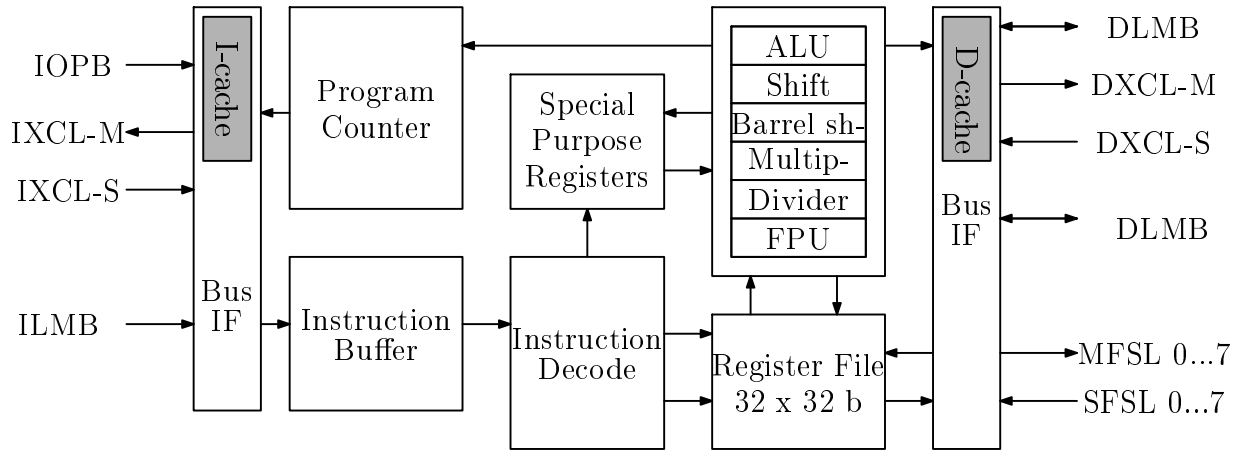 IOPB
IXCL-M
IXCL-S
ILMB
I-cache
Bus
IF
Program
Counter
Instruction
Buffer
Special
Purpose
Registers
Instruction
Decode
ALU
Shift
Barrel sh-
Multip-
Divider
FPU
Register File
32 x 32 b
D-cache
Bus
IF
DLMB
DXCL-M
DXCL-S
DLMB
MFSL 0...7
SFSL 0...7